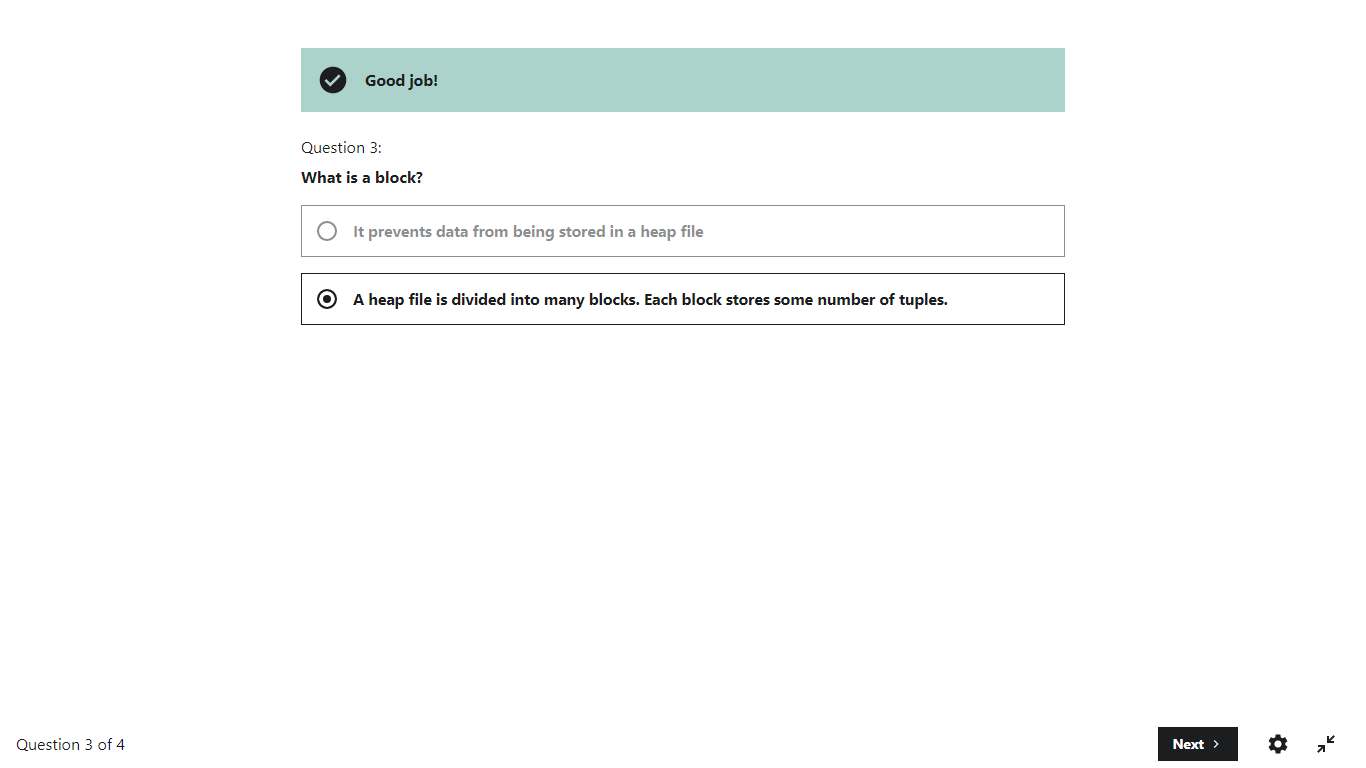 Good job!
Question 3:
What is a block?
It prevents data from being stored in a heap file
A heap file is divided into many blocks. Each block stores some number of tuples.
Question 3 of 4
Next